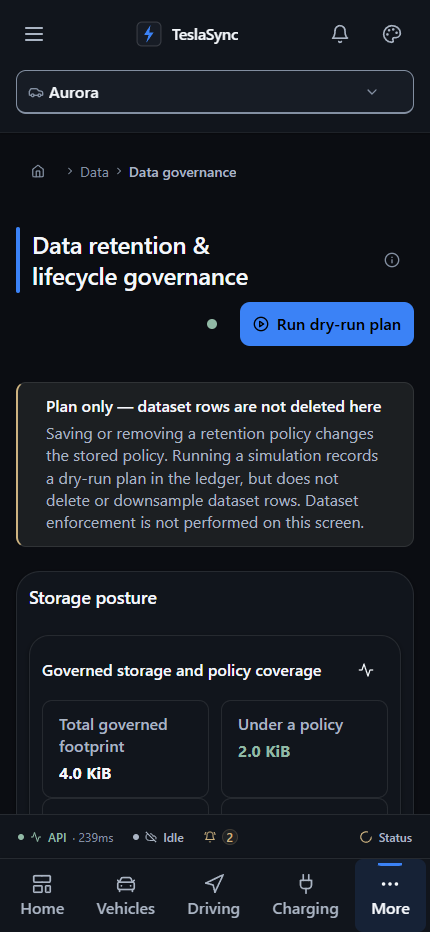 TeslaSync
Aurora
Data
Data governance
Data retention &
lifecycle governance
Run dry-run plan
Plan only — dataset rows are not deleted here
Saving or removing a retention policy changes
the stored policy. Running a simulation records
a dry-run plan in the ledger, but does not
delete or downsample dataset rows. Dataset
enforcement is not performed on this screen.
Storage posture
Governed storage and policy coverage
Total governed
footprint
4.0 KiB
Under a policy
2.0 KiB
API · 239ms
Idle
2
Status
Home
Vehicles
Driving
Charging
More